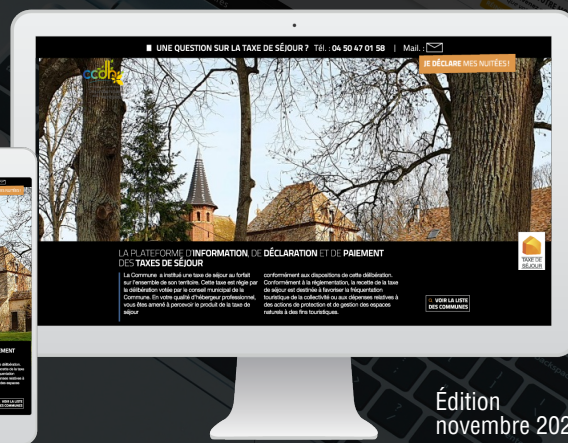 UNE QUESTION SUR LA TAXE DE SÉJOUR ? Tél. : 04 50 47 01 58 | Mail. :
JE DÉCLARE MES NUITÉES !
ccdh
LA PLATEFORME D'INFORMATION, DE DÉCLARATION ET DE PAIEMENT
DES TAXES DE SÉJOUR
La Commune a institué une taxe de séjour au forfait
sur l'ensemble de son territoire. Cette taxe est régie par
la délibération votée par le conseil municipal de la
Commune. En votre qualité d'hébergeur professionnel,
vous êtes amené à percevoir le produit de la taxe de
séjour
conformément aux dispositions de cette délibération.
Conformément à la réglementation, la recette de la taxe
de séjour est destinée à favoriser la fréquentation
touristique de la collectivité ou aux dépenses relatives à
des actions de protection et de gestion des espaces
naturels à des fins touristiques.
VOIR LA LISTE
DES COMMUNES
TAXE DE
SÉJOUR
Édition
novembre 202